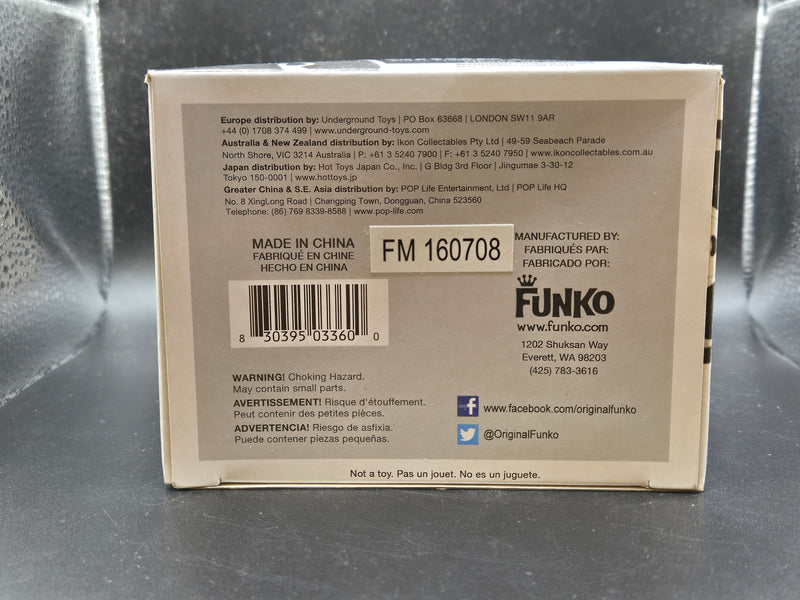 Europe distribution by: Underground Toys | PO Box 63668 | LONDON SW11 9AR
+44 (0) 1708 374 499 | www.underground-toys.com
Australia & New Zealand distribution by: Ikon Collectables Pty Ltd | 49-59 Seabeach Parade
North Shore, VIC 3214 Australia | P: +61 3 5240 7900 | F: +61 3 5240 7950 | www.ikoncollectables.com.au
Japan distribution by: Hot Toys Japan Co., Inc. | G Bldg 3rd Floor | Jingumae 3-30-12
Tokyo 150-0001 | www.hottoys.jp
Greater China & S.E. Asia distribution by: POP Life Entertainment, Ltd | POP Life HQ
No. 8 XingLong Road | Changping Town, Dongguan, China 523560
Telephone: (86) 769 8339-8588 | www.pop-life.com
MADE IN CHINA
FABRIQUÉ EN CHINE
HECHO EN CHINA
FM 160708
MANUFACTURED BY:
FABRIQUÉS PAR:
FABRICADO POR:
FUNKO
www.funko.com
1202 Shuksan Way
Everett, WA 98203
(425) 783-3616
8 30395 03360 0
WARNING! Choking Hazard.
May contain small parts.
AVERTISSEMENT! Risque d'étouffement.
Peut contenir des petites pièces.
ADVERTENCIA! Riesgo de asfixia.
Puede contener piezas pequeñas.
f www.facebook.com/originalfunko
@OriginalFunko
Not a toy. Pas un jouet. No es un juguete.